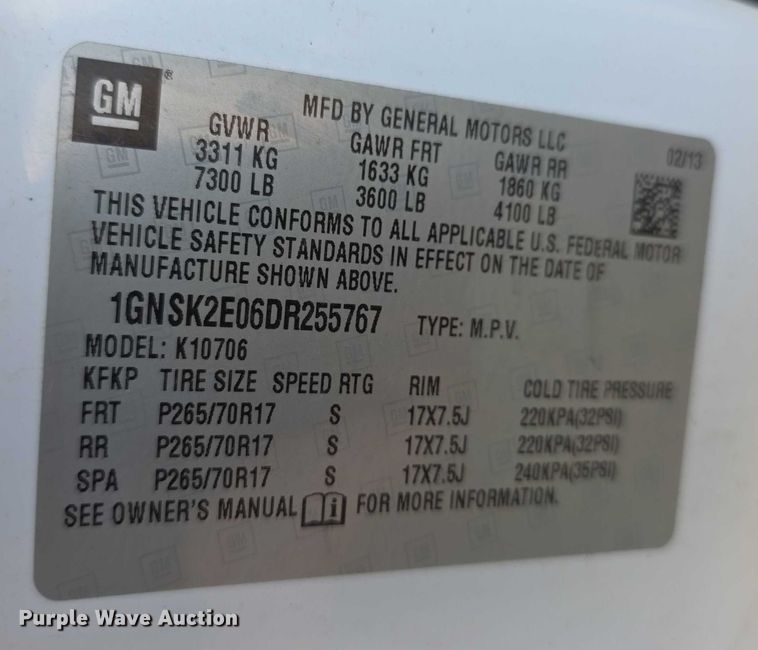 GM ®
MFD BY GENERAL MOTORS LLC
02/13
GVWR GAWR FRT GAWR RR
3311 KG 1633 KG 1860 KG
7300 LB 3600 LB 4100 LB
THIS VEHICLE CONFORMS TO ALL APPLICABLE U.S. FEDERAL MOTOR
VEHICLE SAFETY STANDARDS IN EFFECT ON THE DATE OF
MANUFACTURE SHOWN ABOVE.
1GNSK2E06DR255767 TYPE: M.P.V.
MODEL: K10706
KFKP TIRE SIZE SPEED RTG RIM COLD TIRE PRESSURE
FRT P265/70R17 S 17X7.5J 220KPA(32PSI)
RR P265/70R17 S 17X7.5J 220KPA(32PSI)
SPA P265/70R17 S 17X7.5J 240KPA(35PSI)
SEE OWNER'S MANUAL i FOR MORE INFORMATION.
Purple Wave Auction